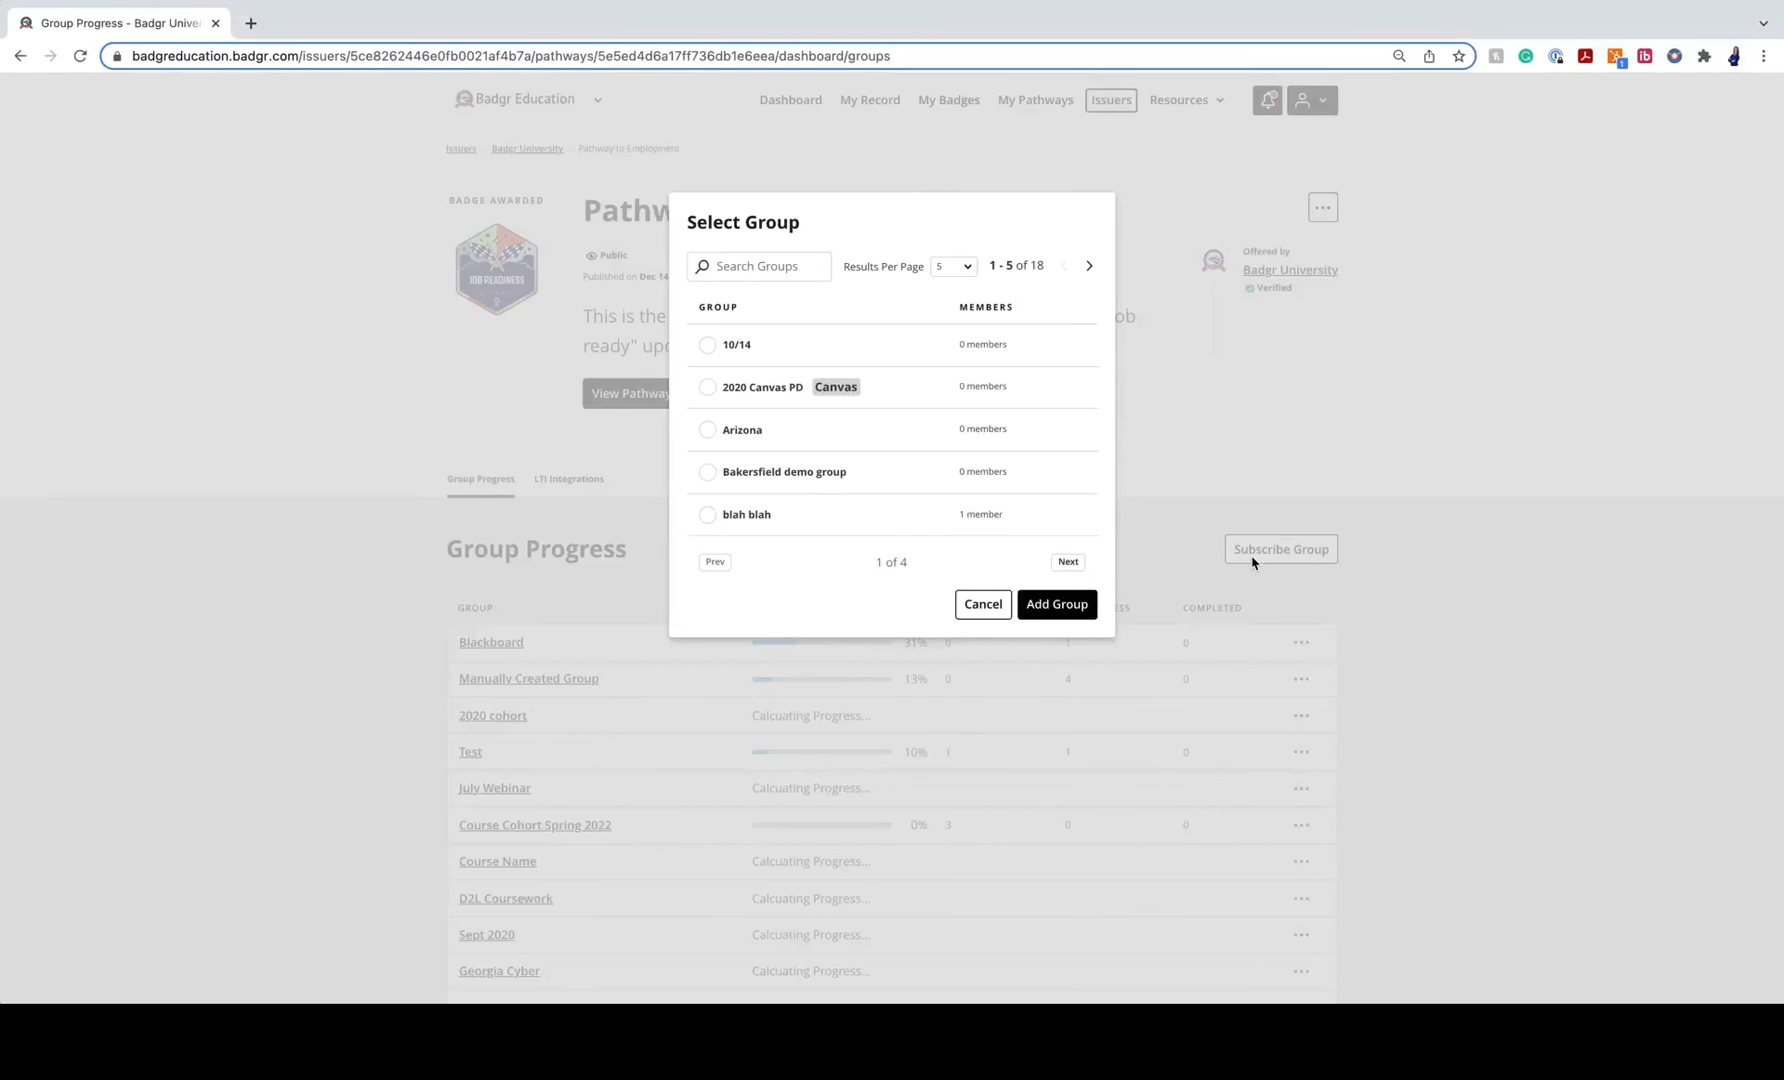 Group Progress - Badgr Unive
badgreducation.badgr.com/issuers/5ce8262446e0fb0021af4b7a/pathways/5e5ed4d6a17ff736db1e6eea/dashboard/groups
Badgr Education
Dashboard My Record My Badges My Pathways Issuers Resources
Issuers Badgr University Pathway to Employment
BADGE AWARDED
JOB READINESS
Pathw
Public
Published on Dec 14
This is the
ob
ready" upo
View Pathway
Offered by
Badgr University
Verified
Select Group
Search Groups Results Per Page 5 1 - 5 of 18
GROUP MEMBERS
10/14 0 members
2020 Canvas PD Canvas 0 members
Arizona 0 members
Bakersfield demo group 0 members
blah blah 1 member
Prev 1 of 4 Next
Cancel Add Group
Group Progress LTI Integrations
Group Progress
Subscribe Group
GROUP ESS COMPLETED
Blackboard 31% 0 1 0
Manually Created Group 13% 0 4 0
2020 cohort Calcuating Progress...
Test 10% 1 1 0
July Webinar Calcuating Progress...
Course Cohort Spring 2022 0% 3 0 0
Course Name Calcuating Progress...
D2L Coursework Calcuating Progress...
Sept 2020 Calcuating Progress...
Georgia Cyber Calcuating Progress...